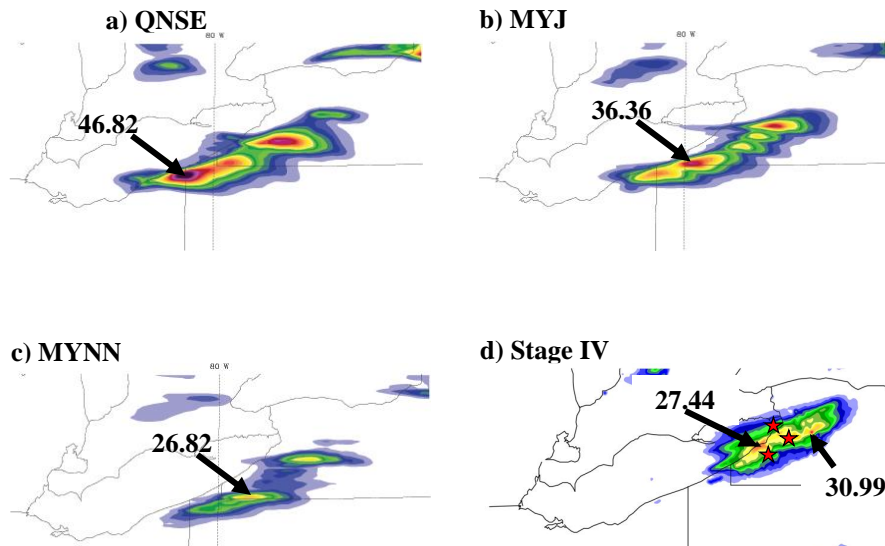 a) QNSE
80 W
46.82
b) MYJ
80 W
36.36
c) MYNN
80 W
26.82
d) Stage IV
27.44
30.99